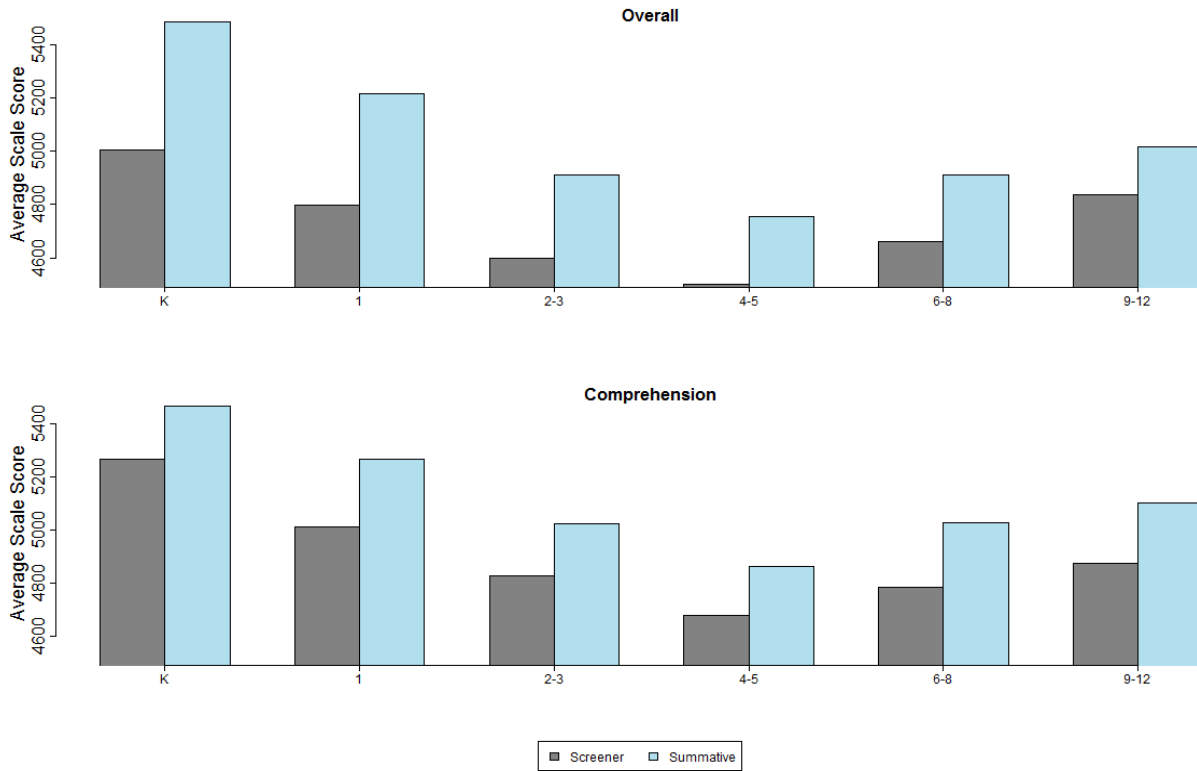 Overall
Average Scale Score
5400
5200
5000
4800
4600
K 1 2-3 4-5 6-8 9-12
Comprehension
Average Scale Score
5400
5200
5000
4800
4600
K 1 2-3 4-5 6-8 9-12
Screener Summative